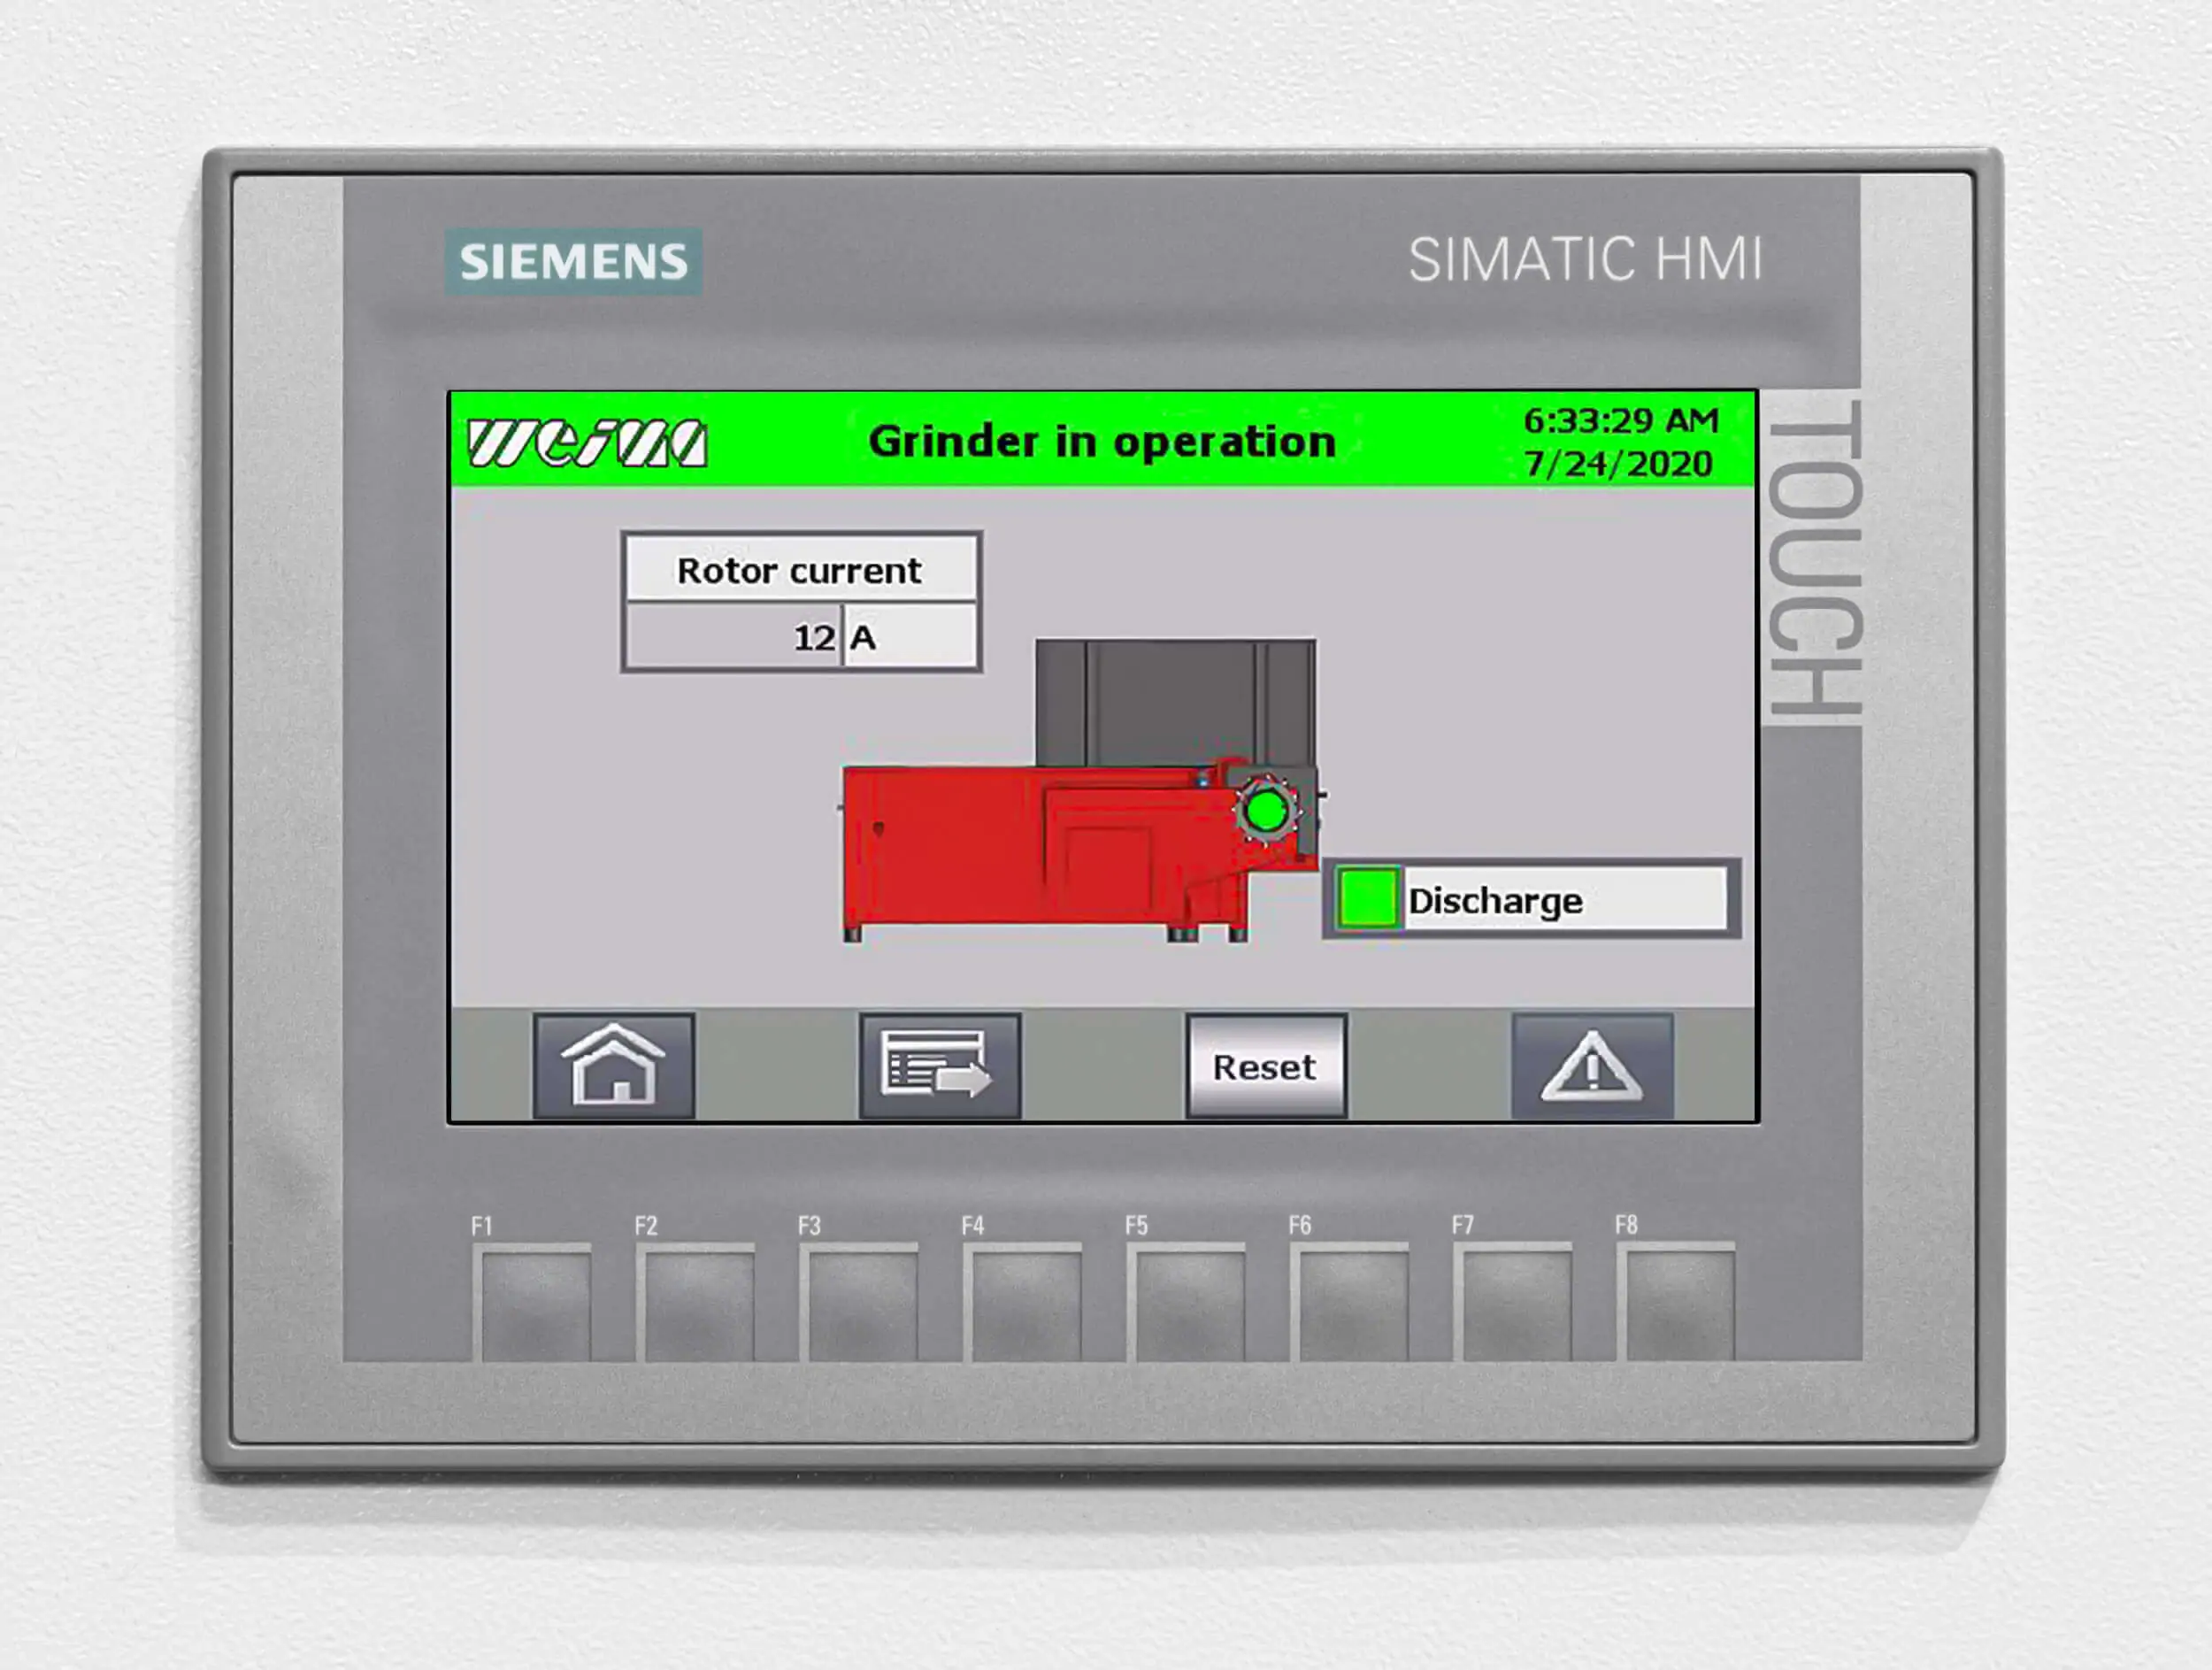 SIEMENS
SIMATIC HMI
TOUCH
weima
Grinder in operation
6:33:29 AM
7/24/2020
Rotor current
12 A
Discharge
Reset
F1 F2 F3 F4 F5 F6 F7 F8